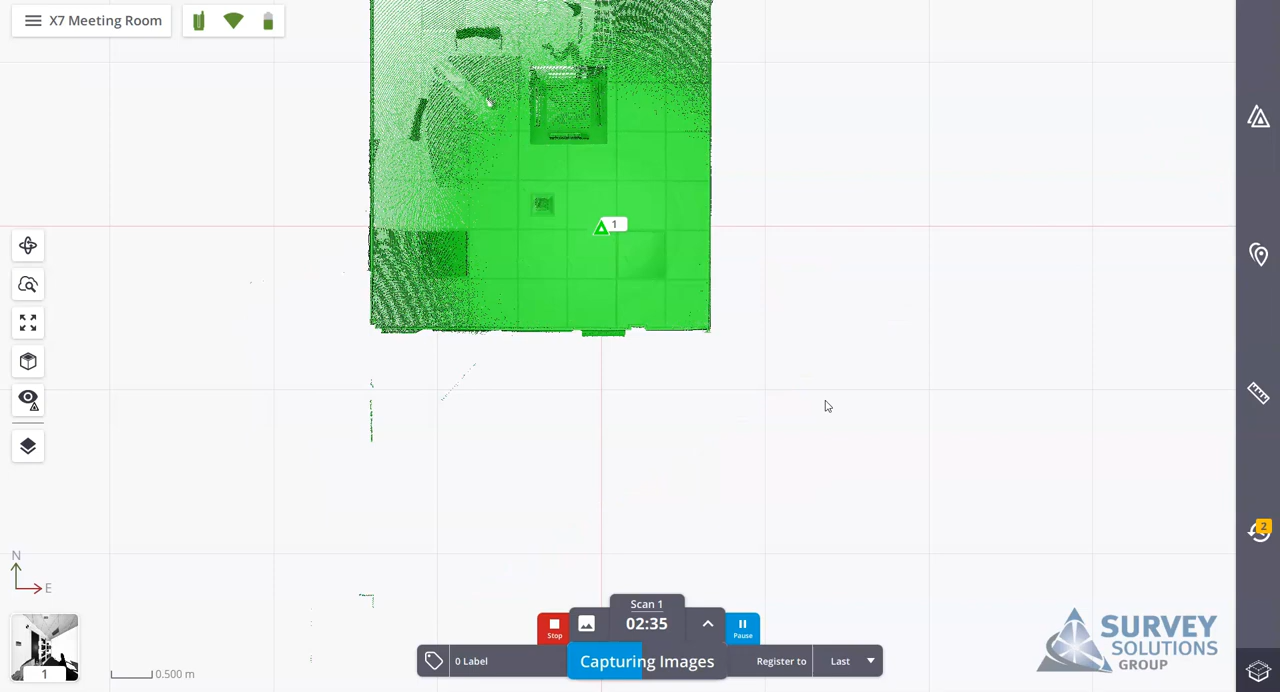 X7 Meeting Room
1
2
N
E
1
0.500 m
Scan 1
02:35
Stop
Pause
0 Label
Capturing Images
Register to
Last
SURVEY
SOLUTIONS
GROUP